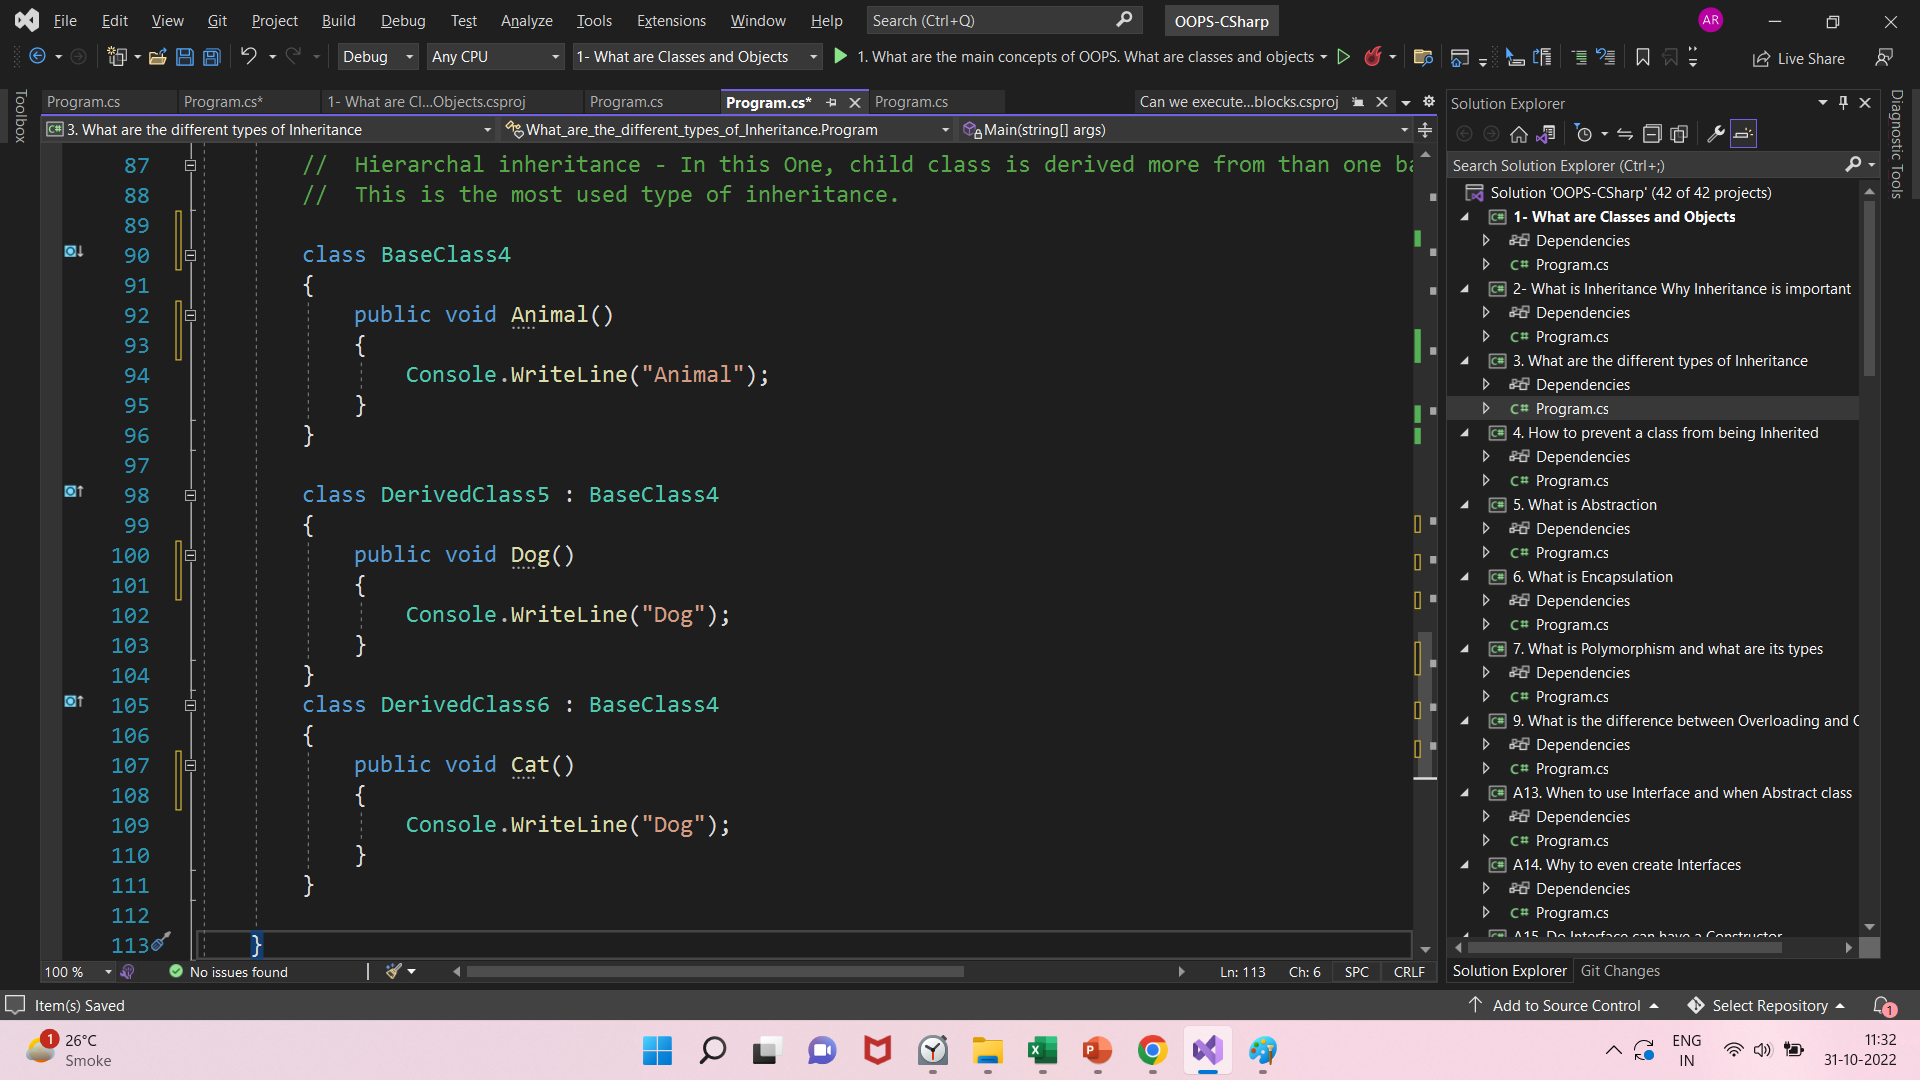 File Edit View Git Project Build Debug Test Analyze Tools Extensions Window Help Search (Ctrl+Q) OOPS-CSharp AR
Debug Any CPU 1- What are Classes and Objects 1. What are the main concepts of OOPS. What are classes and objects Live Share
Toolbox
Program.cs Program.cs* 1- What are Cl...Objects.csproj Program.cs Program.cs* Program.cs Can we execute...blocks.csproj
3. What are the different types of Inheritance What_are_the_different_types_of_Inheritance.Program Main(string[] args)
87 // Hierarchal inheritance - In this One, child class is derived more from than one ba
88 // This is the most used type of inheritance.
89
90 class BaseClass4
91 {
92 public void Animal()
93 {
94 Console.WriteLine("Animal");
95 }
96 }
97
98 class DerivedClass5 : BaseClass4
99 {
100 public void Dog()
101 {
102 Console.WriteLine("Dog");
103 }
104 }
105 class DerivedClass6 : BaseClass4
106 {
107 public void Cat()
108 {
109 Console.WriteLine("Dog");
110 }
111 }
112
113 }
100 % No issues found Ln: 113 Ch: 6 SPC CRLF
Solution Explorer
Search Solution Explorer (Ctrl+;)
Solution 'OOPS-CSharp' (42 of 42 projects)
1- What are Classes and Objects
Dependencies
C# Program.cs
2- What is Inheritance Why Inheritance is important
Dependencies
C# Program.cs
3. What are the different types of Inheritance
Dependencies
C# Program.cs
4. How to prevent a class from being Inherited
Dependencies
C# Program.cs
5. What is Abstraction
Dependencies
C# Program.cs
6. What is Encapsulation
Dependencies
C# Program.cs
7. What is Polymorphism and what are its types
Dependencies
C# Program.cs
9. What is the difference between Overloading and O
Dependencies
C# Program.cs
A13. When to use Interface and when Abstract class
Dependencies
C# Program.cs
A14. Why to even create Interfaces
Dependencies
C# Program.cs
A15. Do Interface can have a Constructor
Solution Explorer Git Changes
Diagnostic Tools
Item(s) Saved Add to Source Control Select Repository 1
1 26°C
Smoke
ENG
IN
11:32
31-10-2022